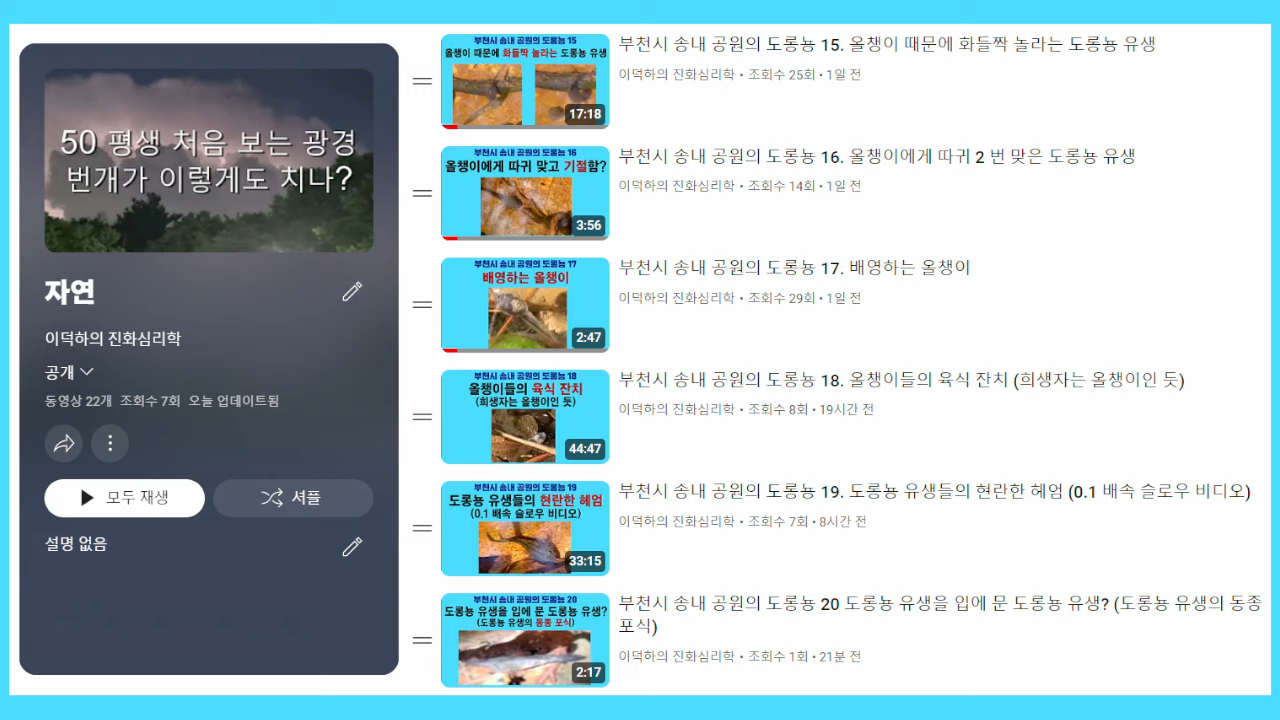 50 평생 처음 보는 광경
번개가 이렇게도 치나?
자연
이덕하의 진화심리학
공개
동영상 22개 조회수 7회 오늘 업데이트됨
모두 재생
셔플
설명 없음
부천시 송내 공원의 도롱뇽 15
올챙이 때문에 화들짝 놀라는 도롱뇽 유생
17:18
부천시 송내 공원의 도롱뇽 15. 올챙이 때문에 화들짝 놀라는 도롱뇽 유생
이덕하의 진화심리학 • 조회수 25회 • 1일 전
부천시 송내 공원의 도롱뇽 16
올챙이에게 따귀 맞고 기절함?
3:56
부천시 송내 공원의 도롱뇽 16. 올챙이에게 따귀 2 번 맞은 도롱뇽 유생
이덕하의 진화심리학 • 조회수 14회 • 1일 전
부천시 송내 공원의 도롱뇽 17
배영하는 올챙이
2:47
부천시 송내 공원의 도롱뇽 17. 배영하는 올챙이
이덕하의 진화심리학 • 조회수 29회 • 1일 전
부천시 송내 공원의 도롱뇽 18
올챙이들의 육식 잔치
(희생자는 올챙이인 듯)
44:47
부천시 송내 공원의 도롱뇽 18. 올챙이들의 육식 잔치 (희생자는 올챙이인 듯)
이덕하의 진화심리학 • 조회수 8회 • 19시간 전
부천시 송내 공원의 도롱뇽 19
도롱뇽 유생들의 현란한 헤엄
(0.1 배속 슬로우 비디오)
33:15
부천시 송내 공원의 도롱뇽 19. 도롱뇽 유생들의 현란한 헤엄 (0.1 배속 슬로우 비디오)
이덕하의 진화심리학 • 조회수 7회 • 8시간 전
부천시 송내 공원의 도롱뇽 20
도롱뇽 유생을 입에 문 도롱뇽 유생?
(도롱뇽 유생의 동종 포식)
2:17
부천시 송내 공원의 도롱뇽 20 도롱뇽 유생을 입에 문 도롱뇽 유생? (도롱뇽 유생의 동종
포식)
이덕하의 진화심리학 • 조회수 1회 • 21분 전